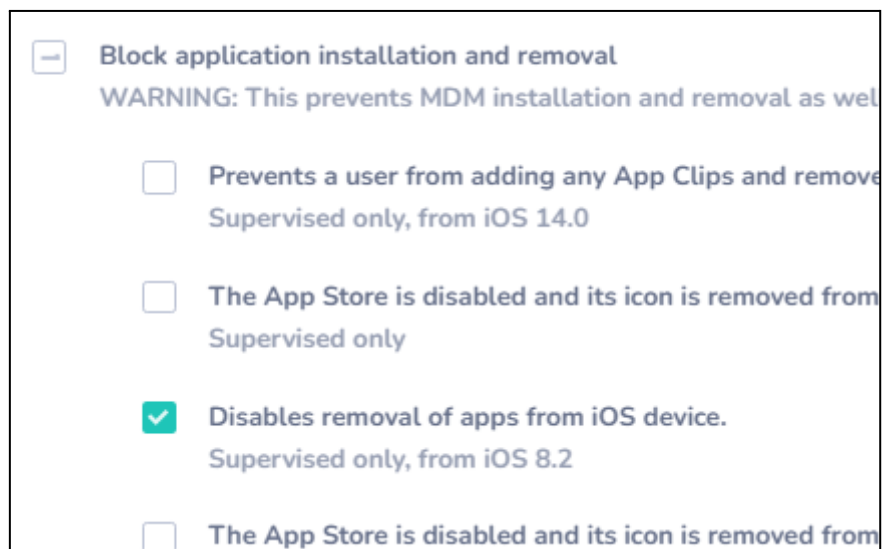 Block application installation and removal
WARNING: This prevents MDM installation and removal as wel
Prevents a user from adding any App Clips and remove
Supervised only, from iOS 14.0
The App Store is disabled and its icon is removed from
Supervised only
Disables removal of apps from iOS device.
Supervised only, from iOS 8.2
The App Store is disabled and its icon is removed from